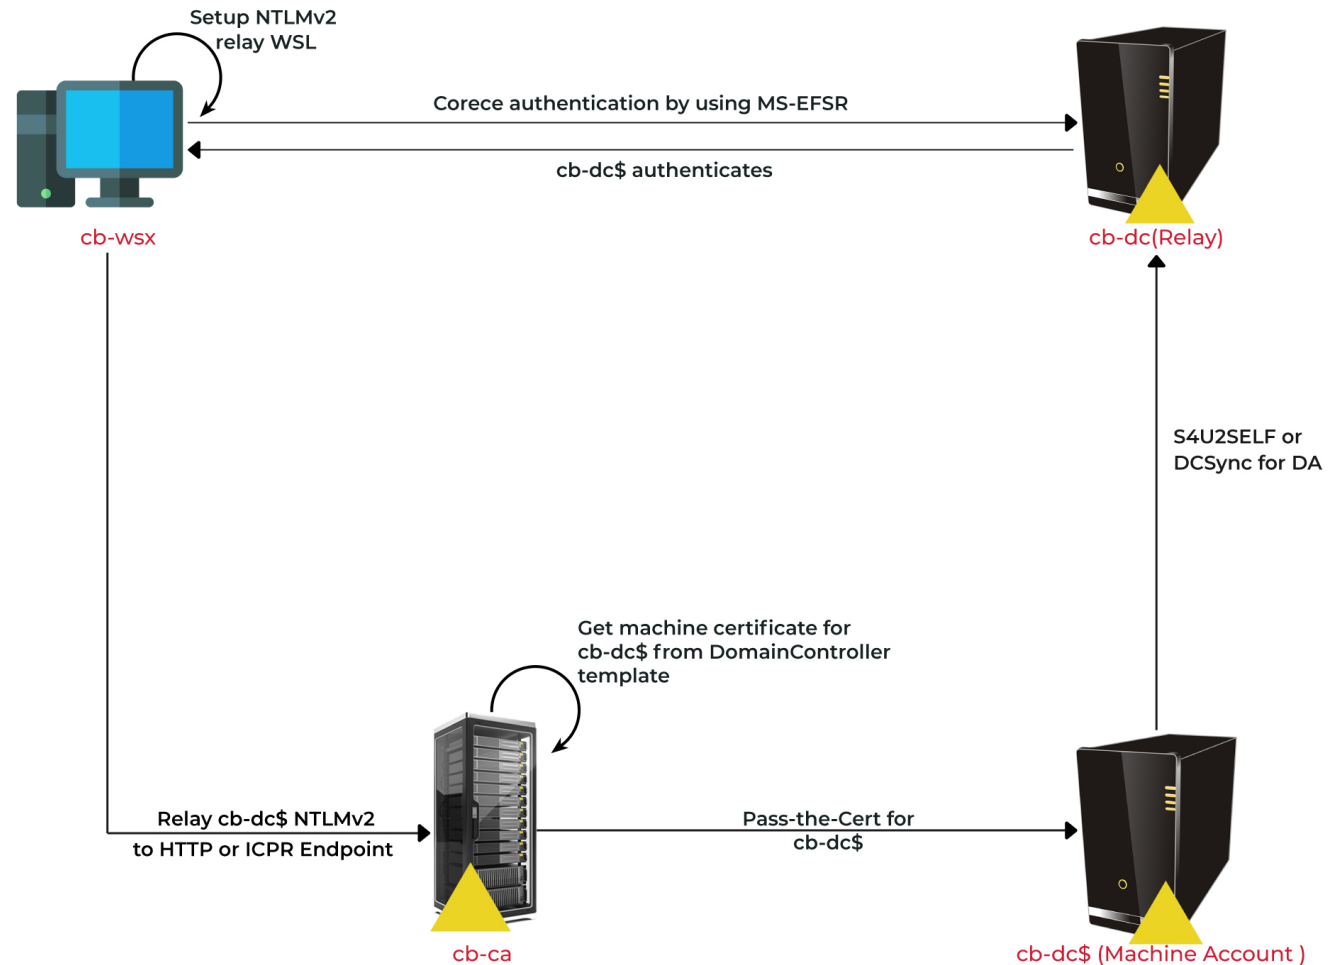 Setup NTLMv2
relay WSL
Corece authentication by using MS-EFSR
cb-dc$ authenticates
cb-wsx
cb-dc(Relay)
S4U2SELF or
DCSync for DA
Get machine certificate for
cb-dc$ from DomainController
template
Relay cb-dc$ NTLMv2
to HTTP or ICPR Endpoint
Pass-the-Cert for
cb-dc$
cb-ca
cb-dc$ (Machine Account )